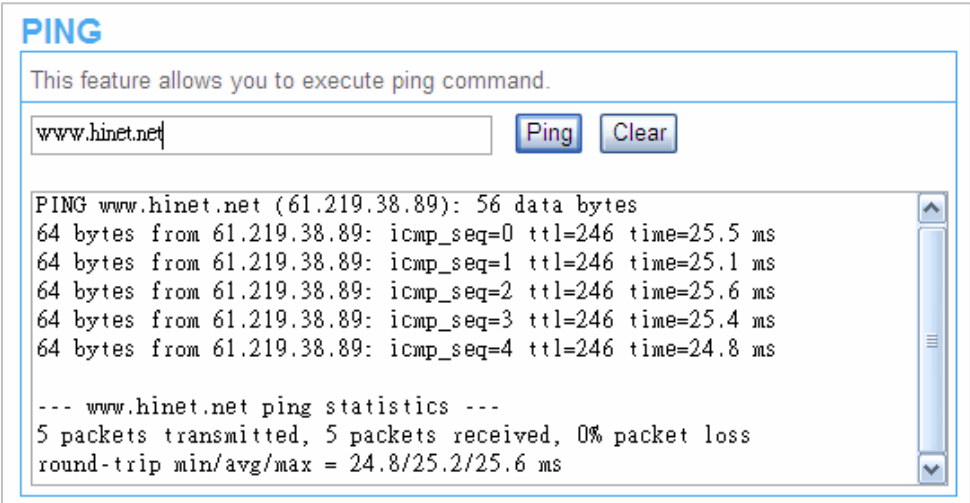 PING
This feature allows you to execute ping command.
www.hinet.net
Ping Clear
PING www.hinet.net (61.219.38.89): 56 data bytes
64 bytes from 61.219.38.89: icmp_seq=0 ttl=246 time=25.5 ms
64 bytes from 61.219.38.89: icmp_seq=1 ttl=246 time=25.1 ms
64 bytes from 61.219.38.89: icmp_seq=2 ttl=246 time=25.6 ms
64 bytes from 61.219.38.89: icmp_seq=3 ttl=246 time=25.4 ms
64 bytes from 61.219.38.89: icmp_seq=4 ttl=246 time=24.8 ms
--- www.hinet.net ping statistics ---
5 packets transmitted, 5 packets received, 0% packet loss
round-trip min/avg/max = 24.8/25.2/25.6 ms